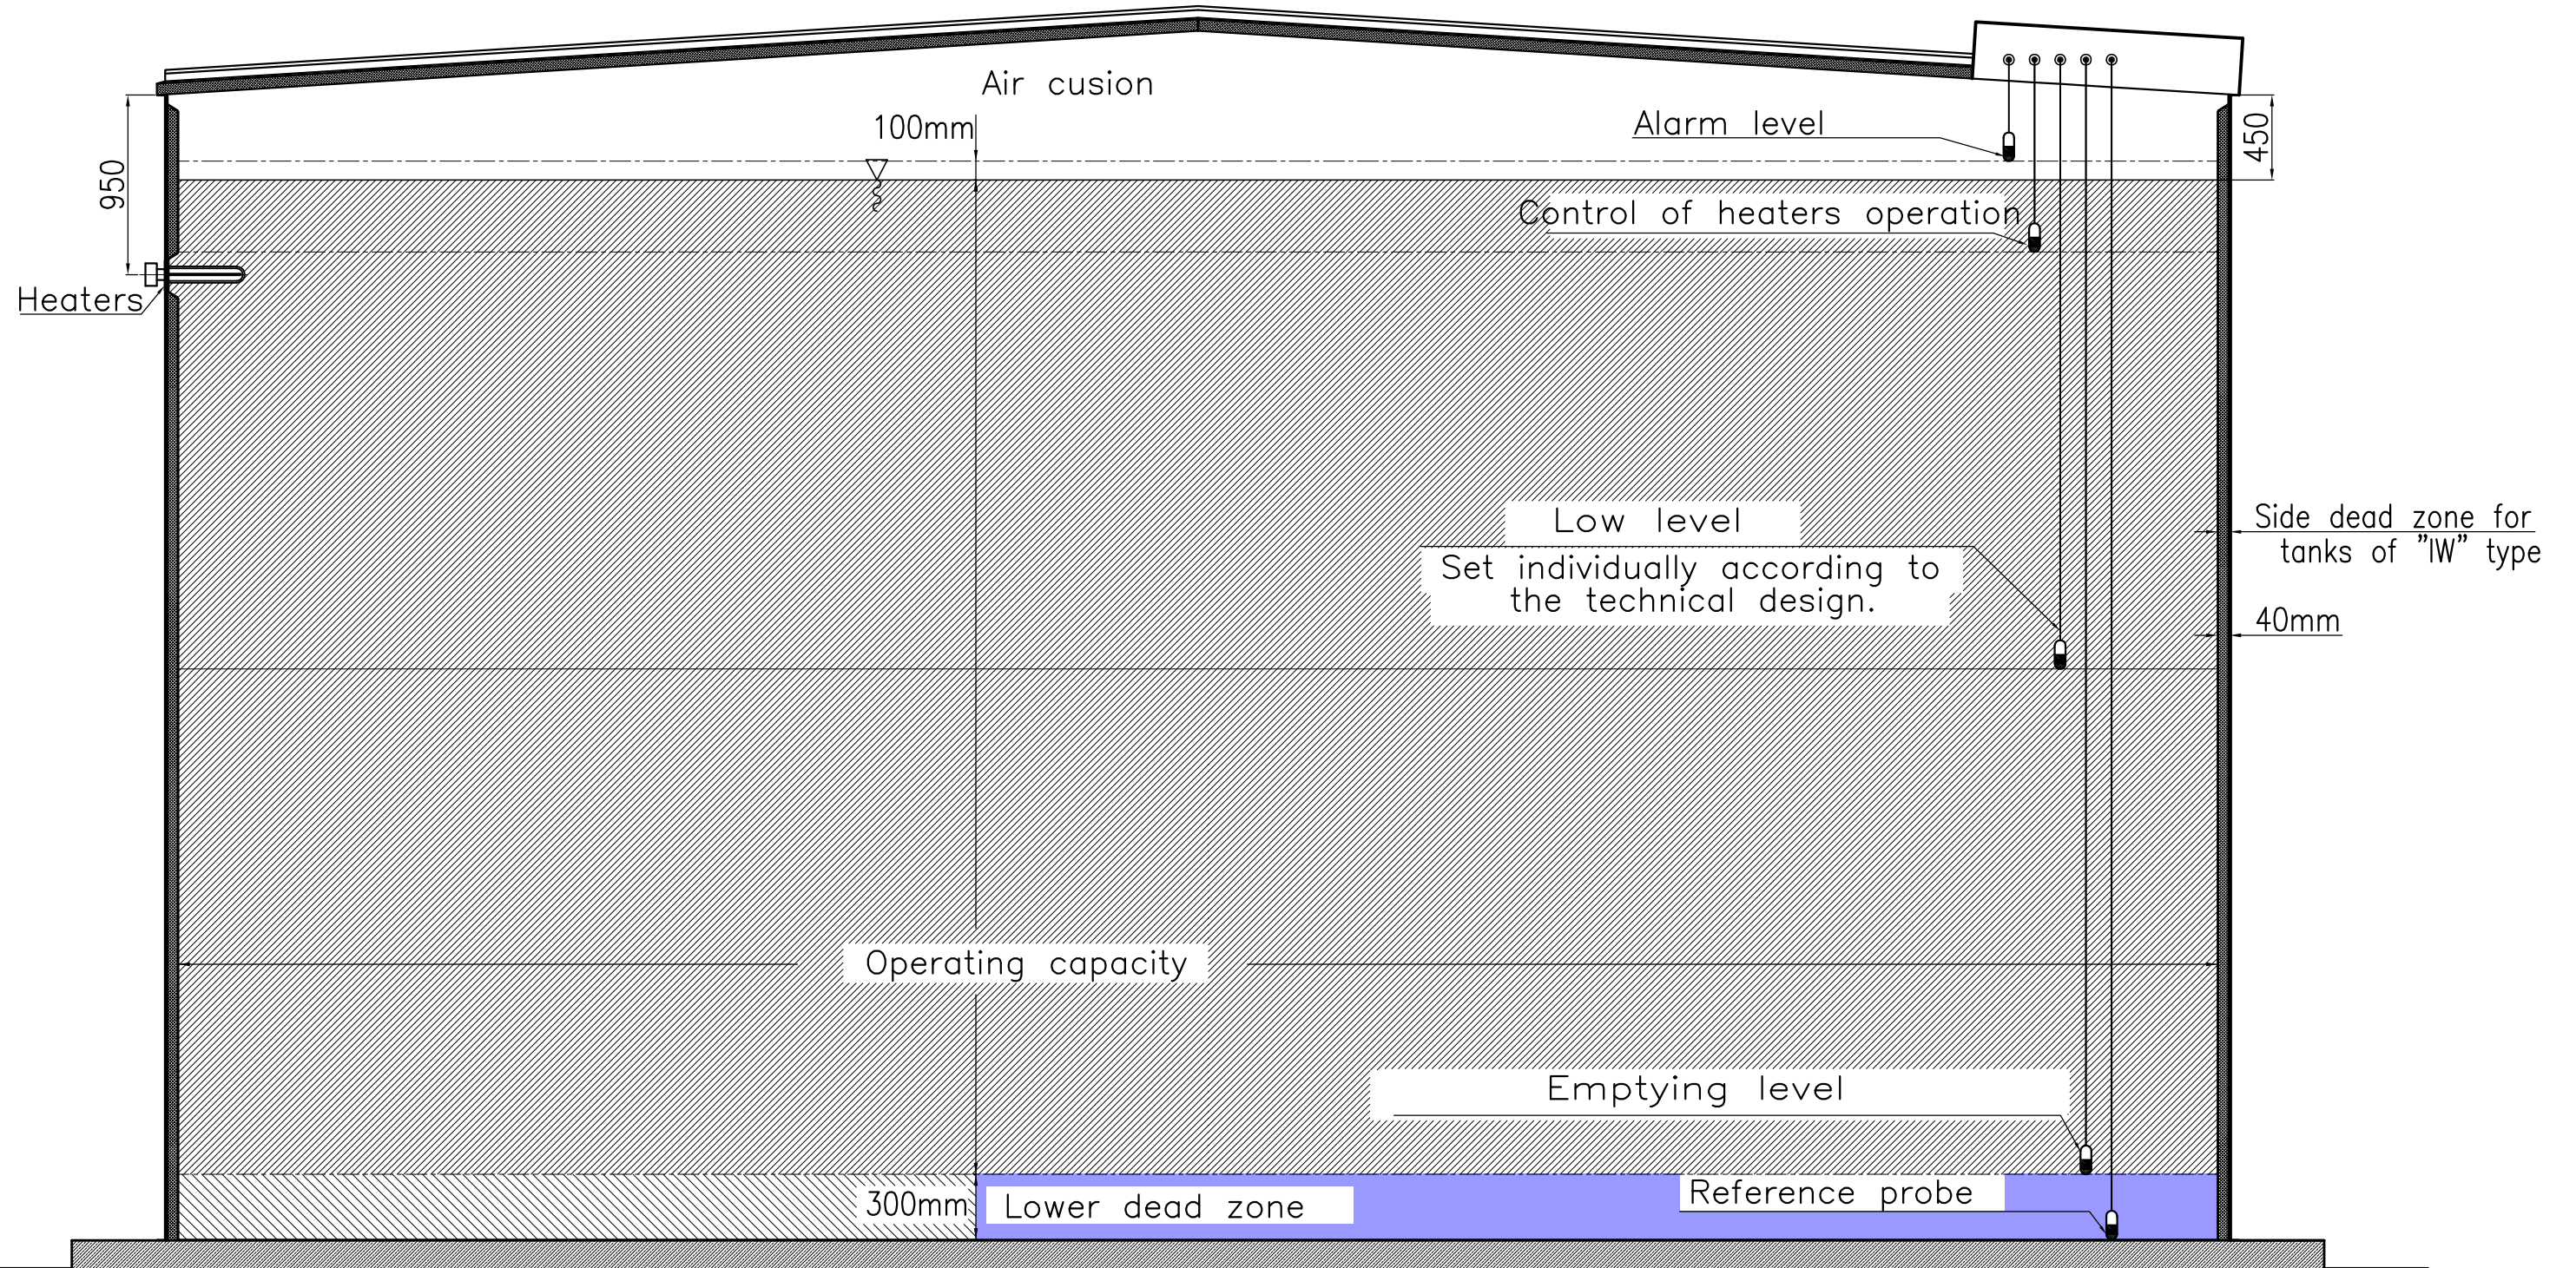 Air cusion
100mm
Alarm level
950
450
Control of heaters operation
Heaters
Low level
Set individually according to
the technical design.
Side dead zone for
tanks of "IW" type
40mm
Operating capacity
Emptying level
300mm
Lower dead zone
Reference probe